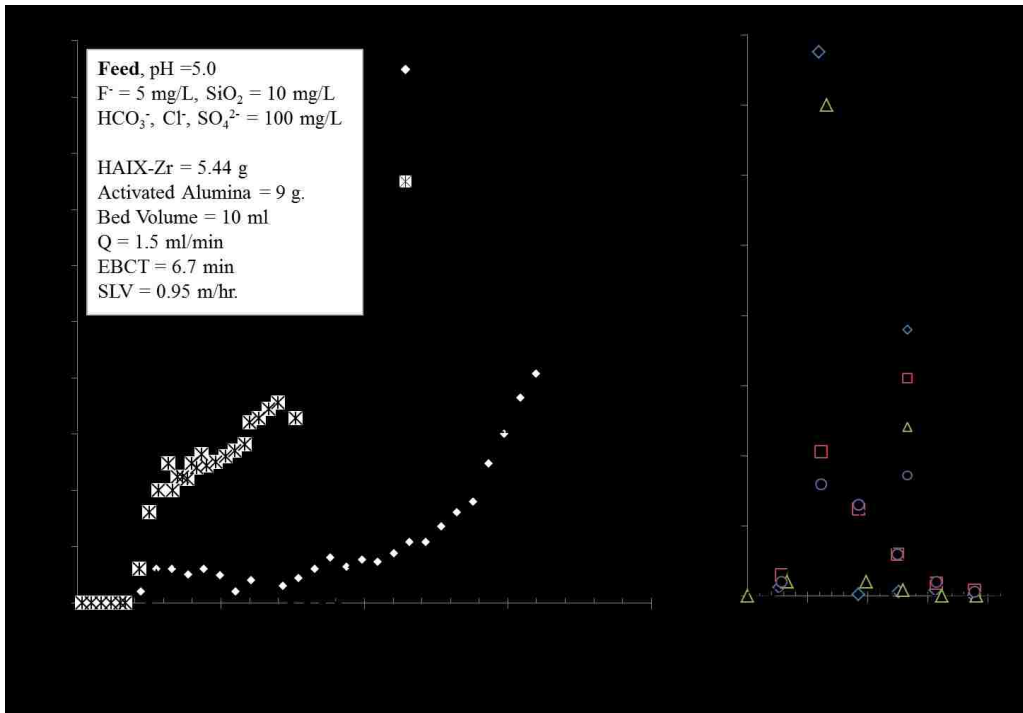 Feed, pH =5.0
F⁻ = 5 mg/L, SiO₂ = 10 mg/L
HCO₃⁻, Cl⁻, SO₄²⁻ = 100 mg/L
HAIX-Zr = 5.44 g
Activated Alumina = 9 g.
Bed Volume = 10 ml
Q = 1.5 ml/min
EBCT = 6.7 min
SLV = 0.95 m/hr.